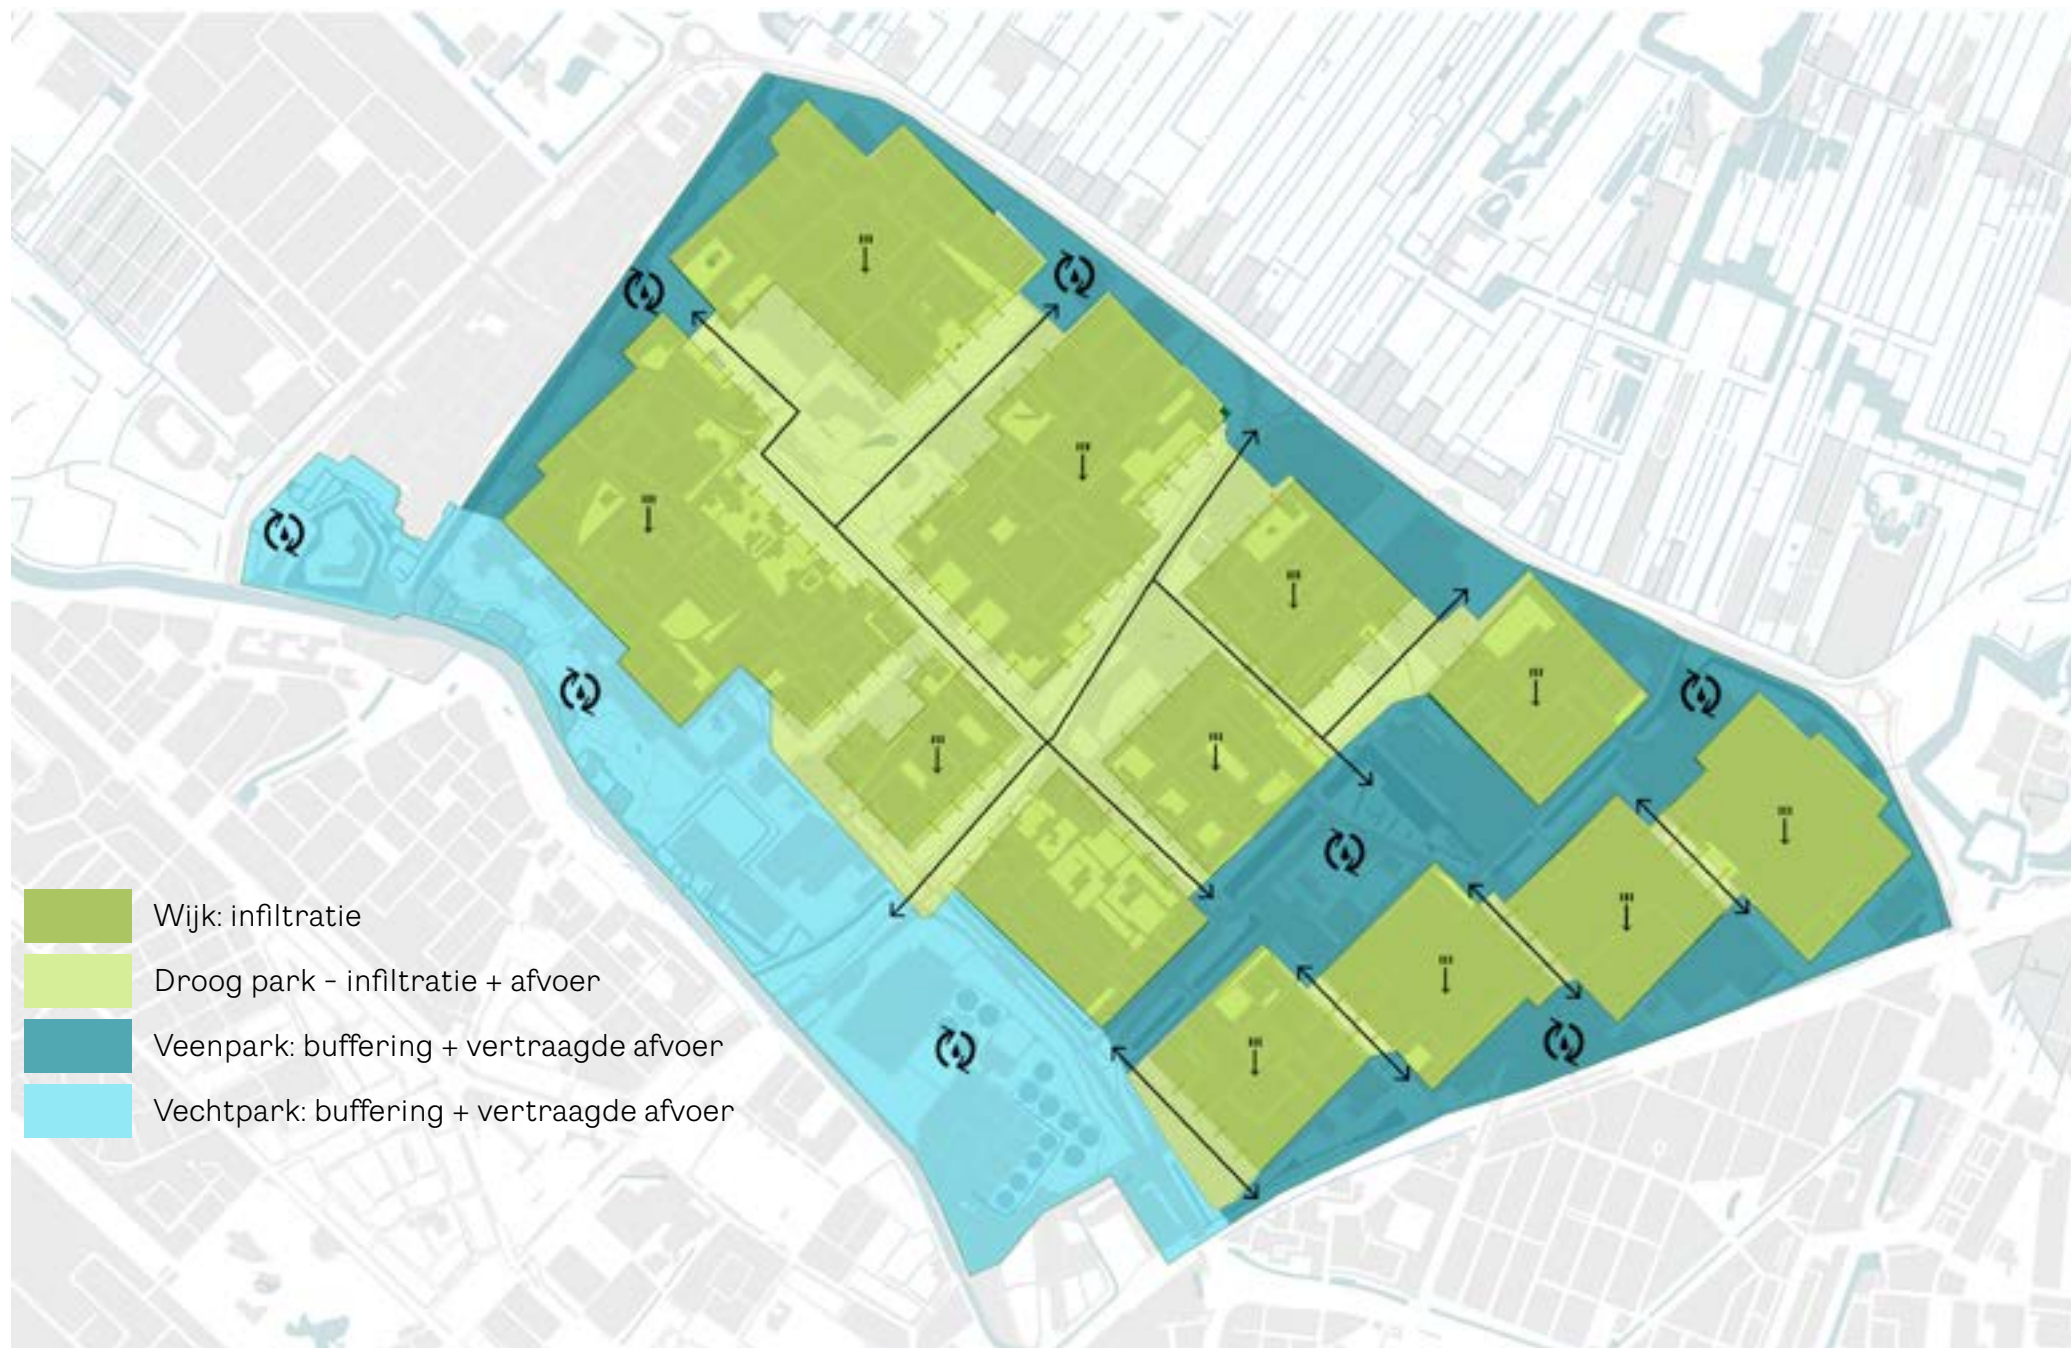 Wijk: infiltratie
Droog park - infiltratie + afvoer
Veenpark: buffering + vertraagde afvoer
Vechtpark: buffering + vertraagde afvoer